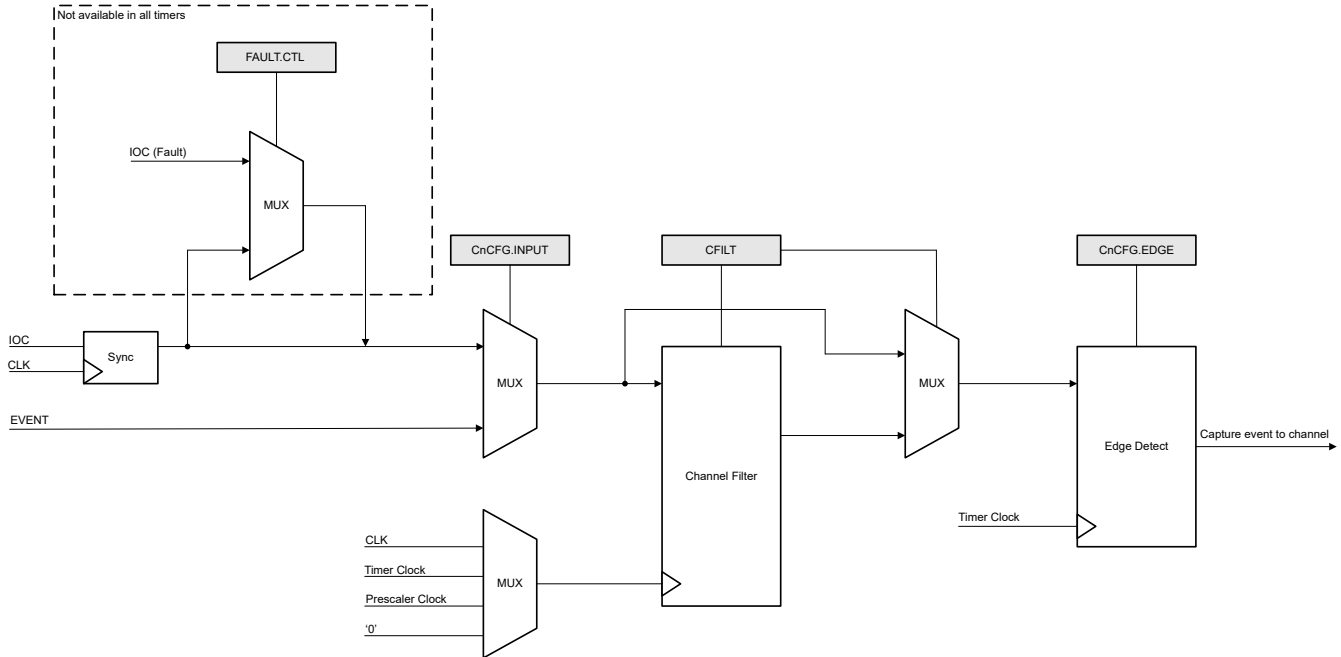 Not available in all timers
FAULT.CTL
IOC (Fault)
MUX
CnCFG.INPUT
CFILT
CnCFG.EDGE
IOC
CLK
Sync
MUX
MUX
EVENT
Capture event to channel
Edge Detect
Channel Filter
Timer Clock
CLK
Timer Clock
MUX
Prescaler Clock
‘0’